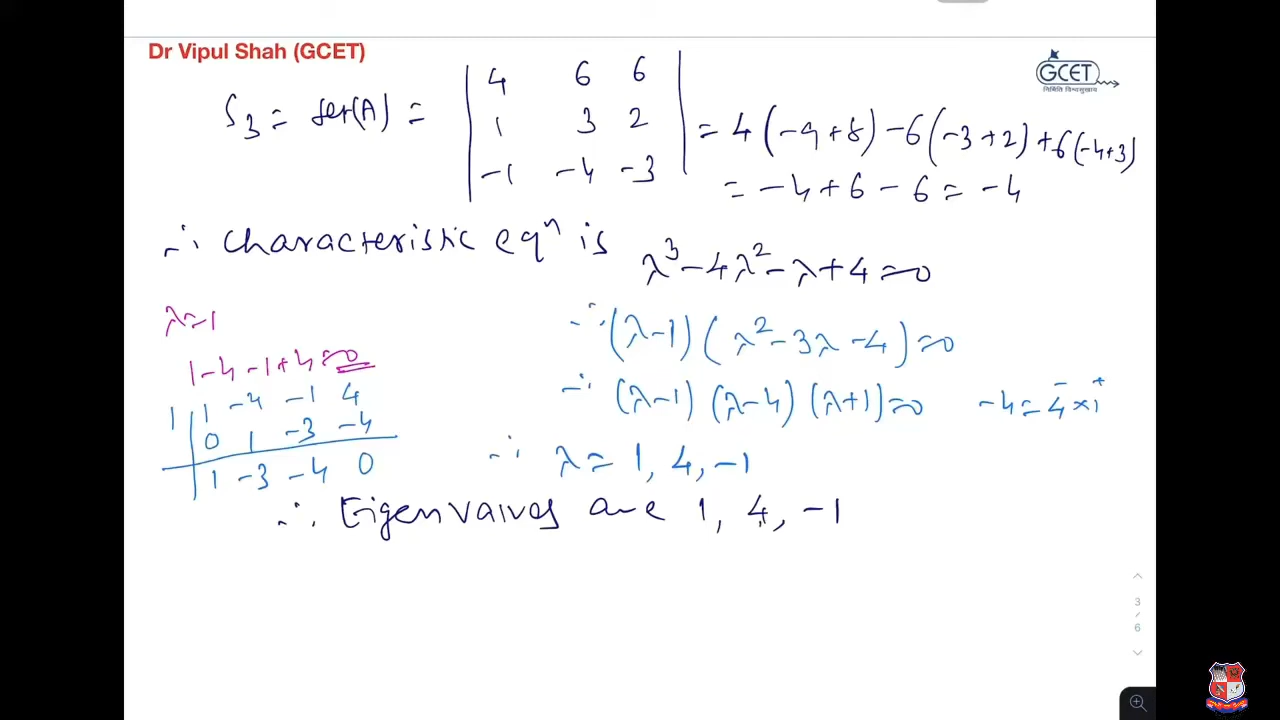 Dr Vipul Shah (GCET)
GCET
S3 = det(A) = | 4 6 6 | = 4(-9+8) -6(-3+2) +6(-4+3)
| 1 3 2 |
| -1 -4 -3 |
= -4+6-6 = -4
∴ Characteristic eqⁿ is λ³-4λ²-λ+4=0
λ=1
1-4-1+4=0
∴ (λ-1)(λ²-3λ-4)=0
∴ (λ-1)(λ-4)(λ+1)=0 -4 = 4̄ × 1⁺
1 | 1 -4 -1 4
0 1 -3 -4
1 -3 -4 0
∴ λ = 1, 4, -1
∴ Eigenvalues are 1, 4, -1
3
/
6